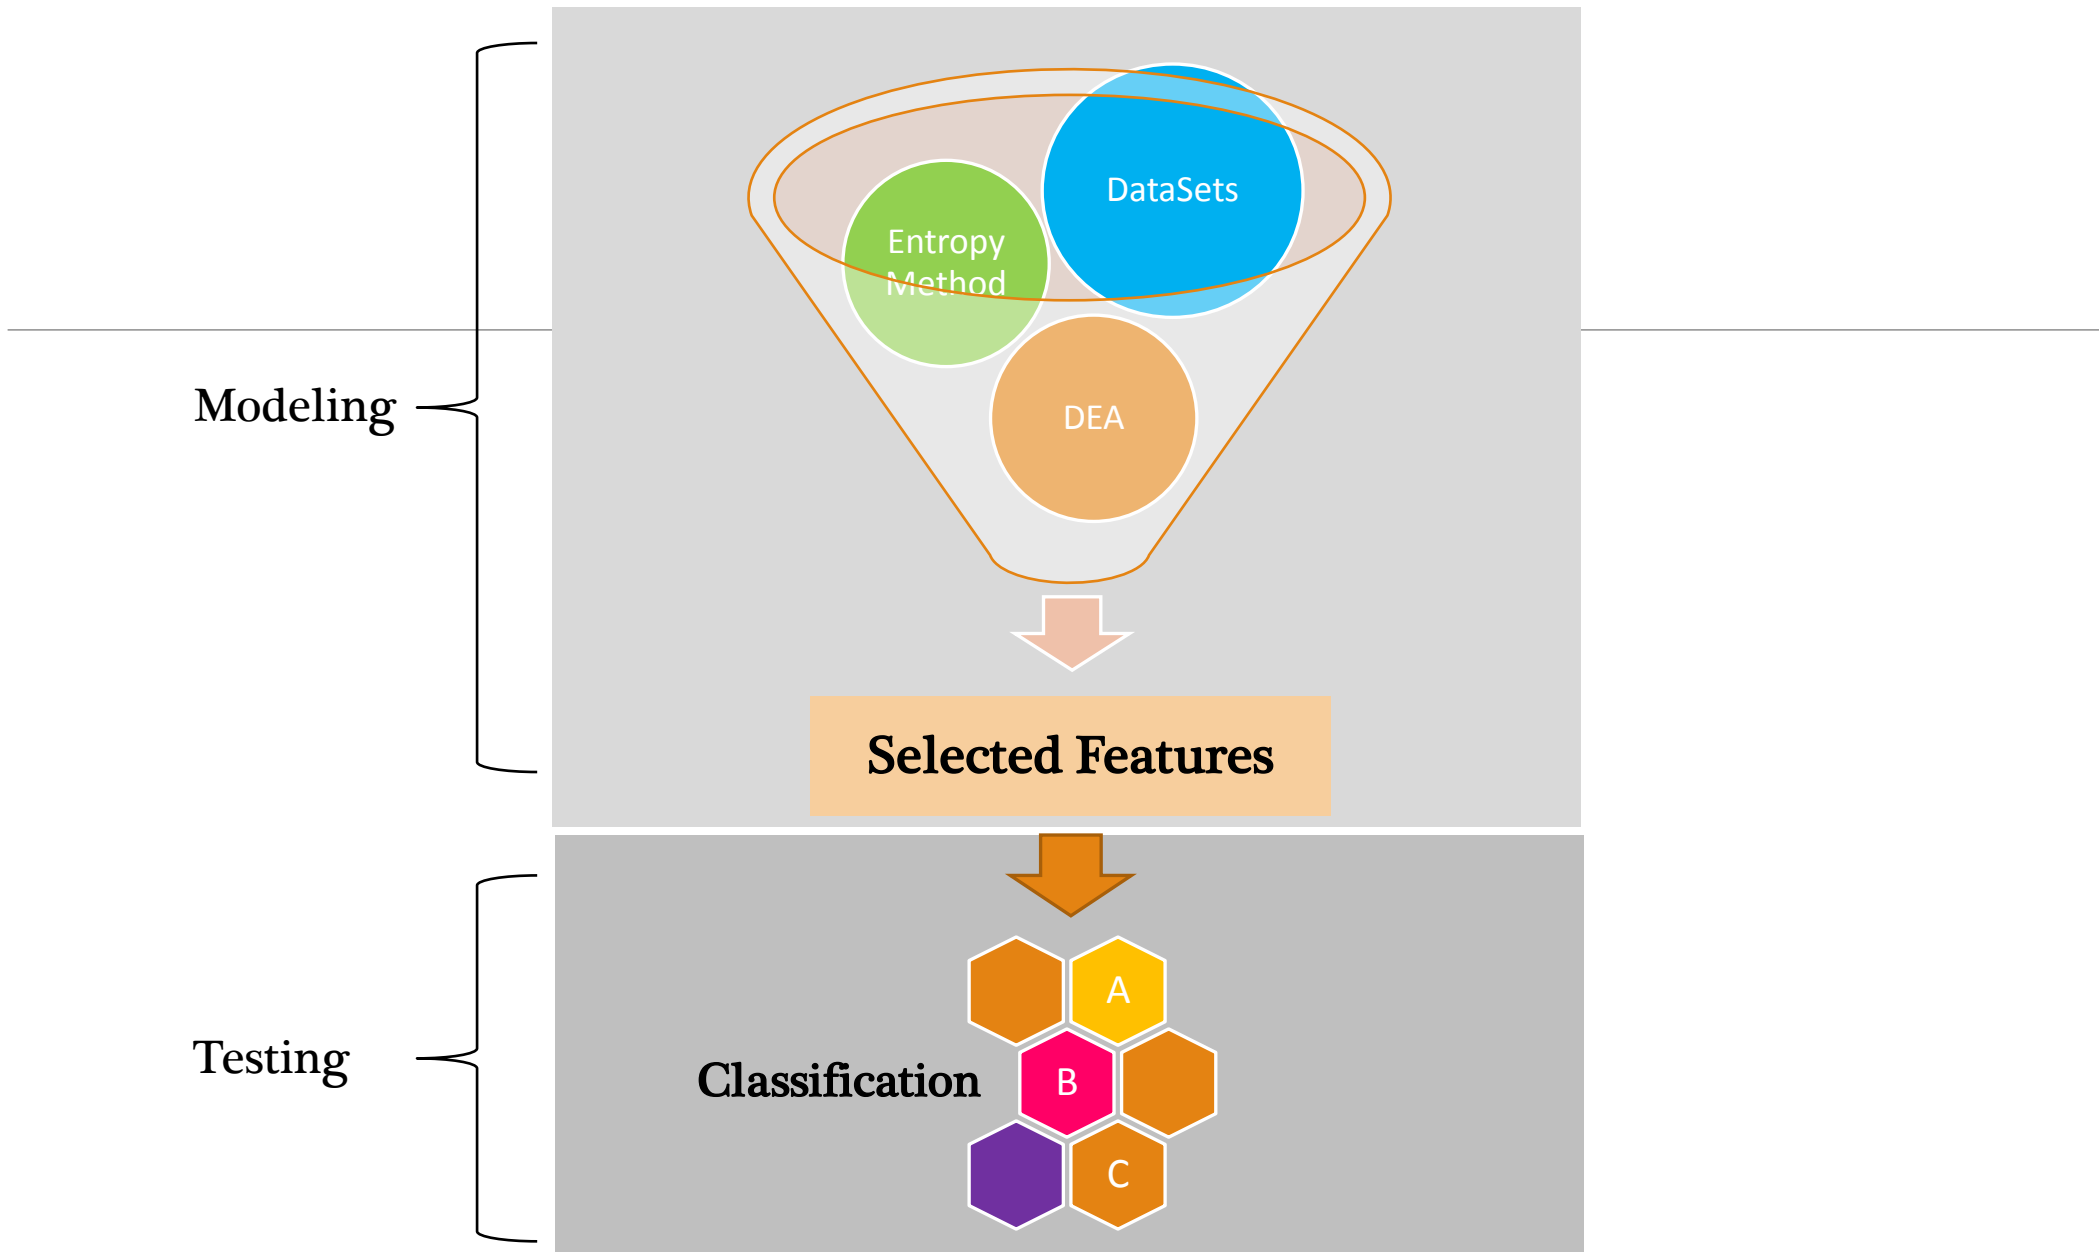 DataSets
Entropy
Method
Modeling
DEA
Selected Features
A
Testing
Classification
B
C